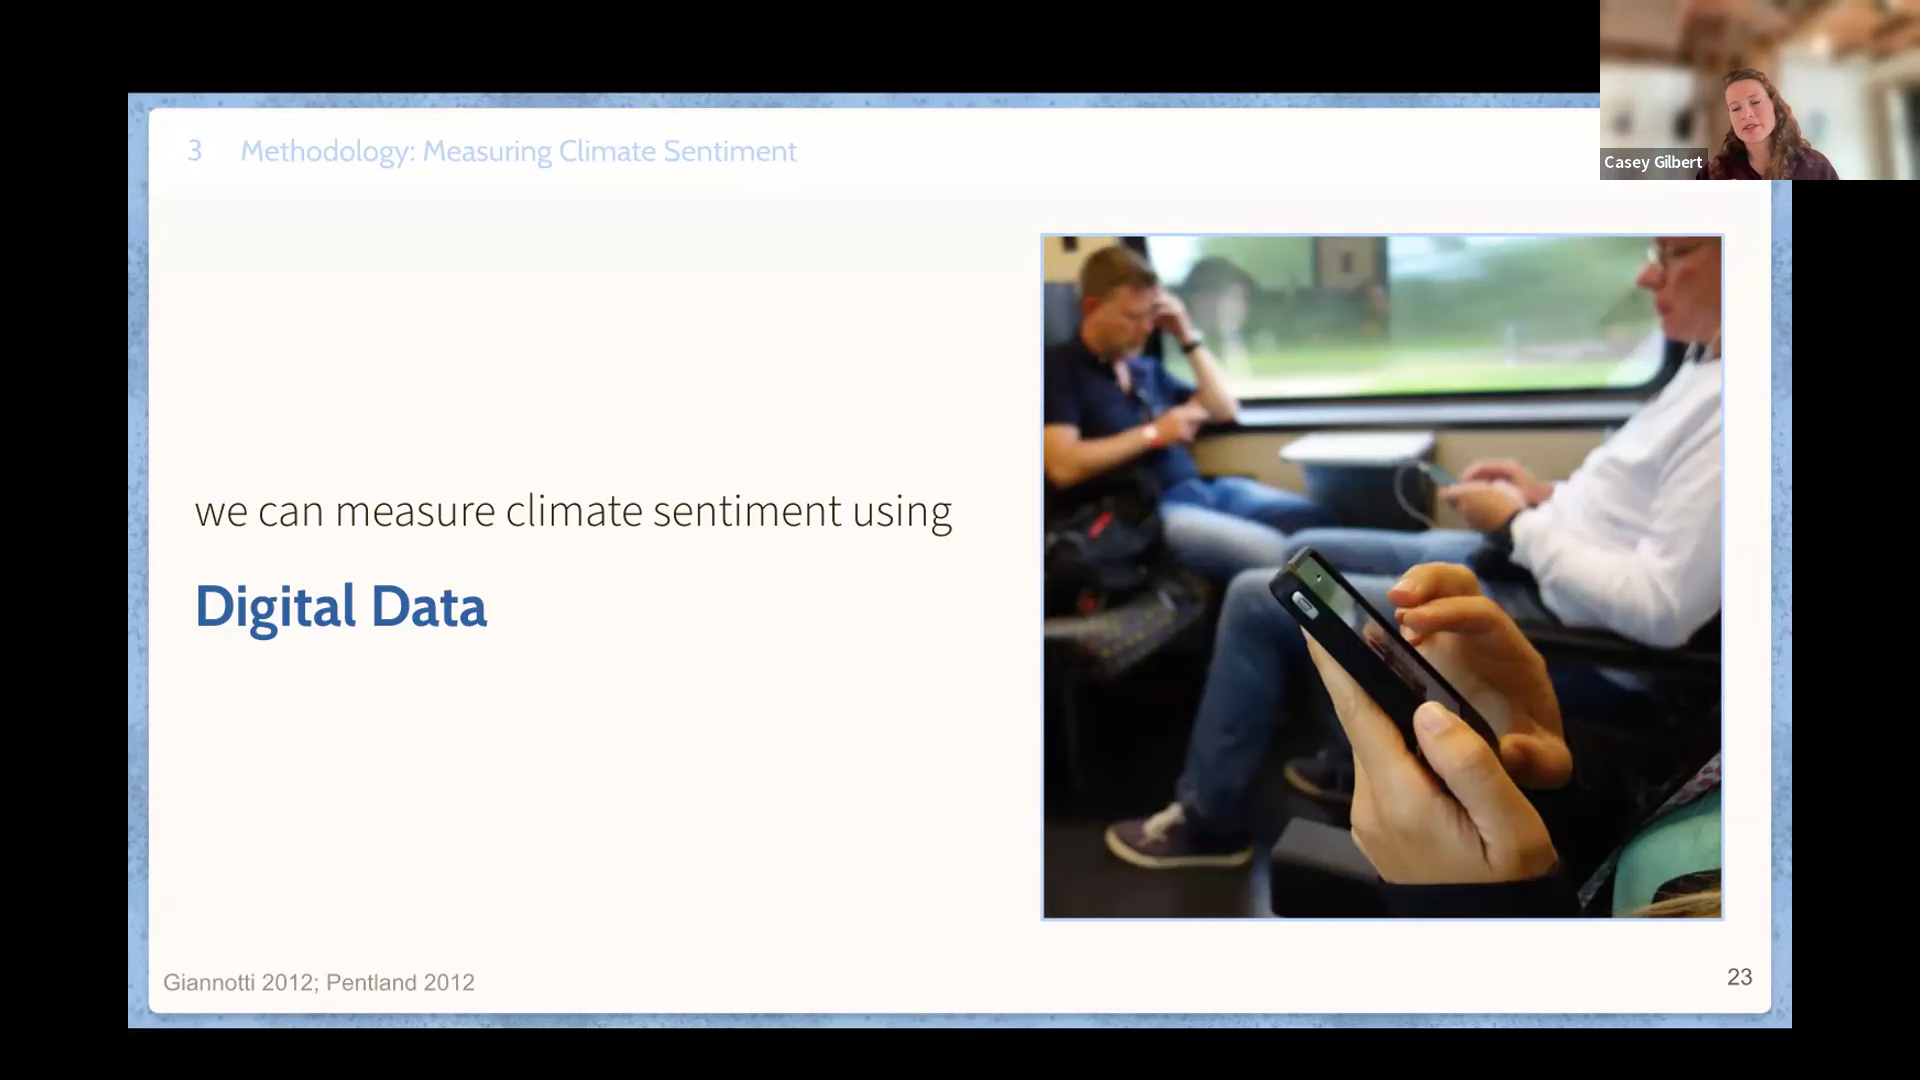 3 Methodology: Measuring Climate Sentiment
Casey Gilbert
we can measure climate sentiment using
Digital Data
Giannotti 2012; Pentland 2012
23